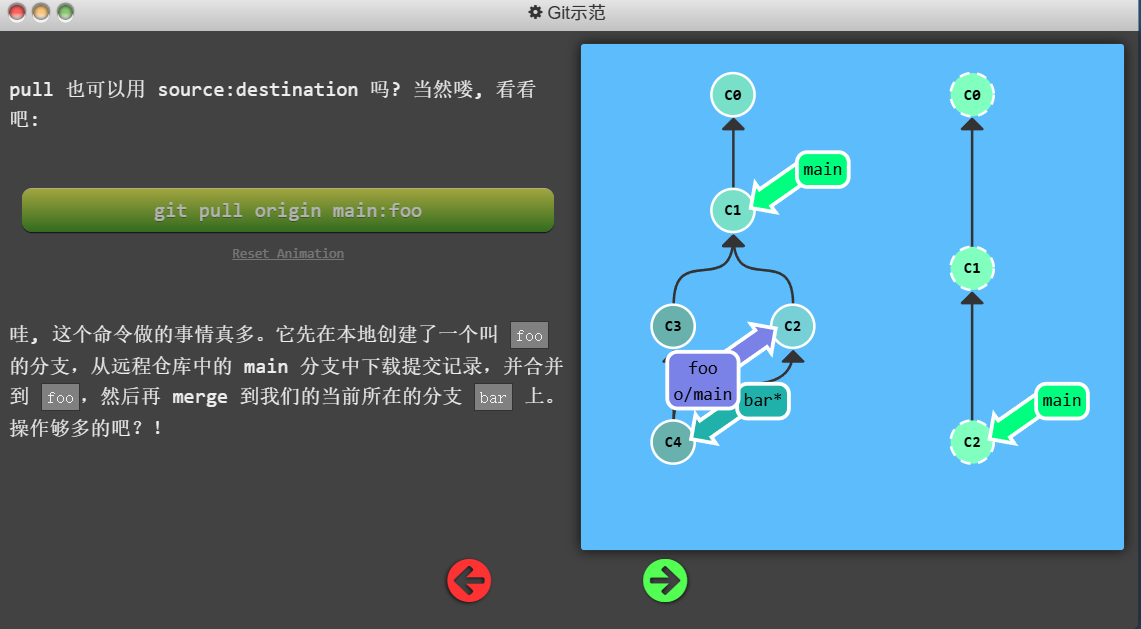 Git示范
pull 也可以用 source:destination 吗? 当然喽, 看看
吧:
git pull origin main:foo
Reset Animation
哇, 这个命令做的事情真多。它先在本地创建了一个叫 foo
的分支, 从远程仓库中的 main 分支中下载提交记录, 并合并
到 foo, 然后再 merge 到我们的当前所在的分支 bar 上。
操作够多的吧? !
C0
main
C1
C3
C2
foo
o/main
bar*
C4
C0
C1
main
C2